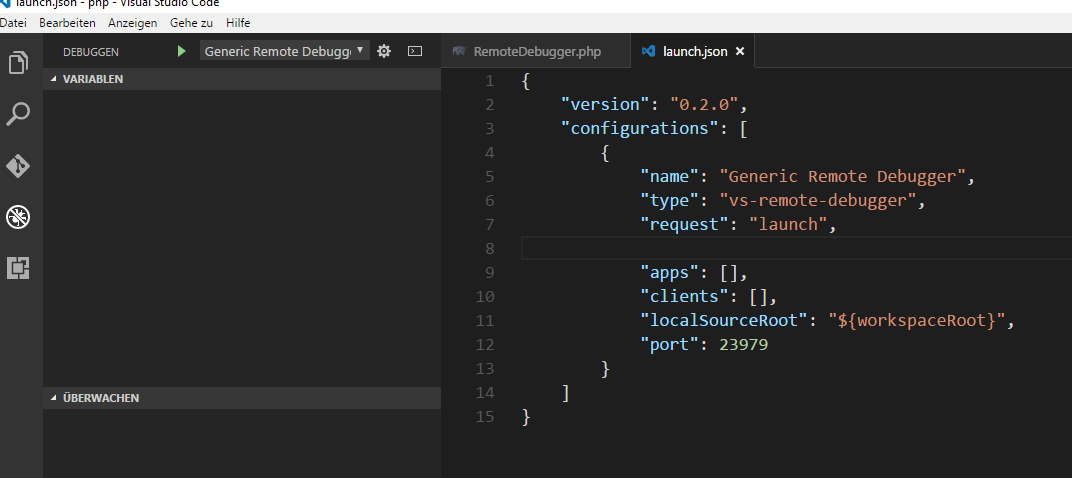 launch.json - php - Visual Studio Code
Datei Bearbeiten Anzeigen Gehe zu Hilfe
DEBUGGEN Generic Remote Debugge
VARIABLEN
ÜBERWACHEN
RemoteDebugger.php launch.json
1 {
2 "version": "0.2.0",
3 "configurations": [
4 {
5 "name": "Generic Remote Debugger",
6 "type": "vs-remote-debugger",
7 "request": "launch",
8
9 "apps": [],
10 "clients": [],
11 "localSourceRoot": "${workspaceRoot}",
12 "port": 23979
13 }
14 ]
15 }